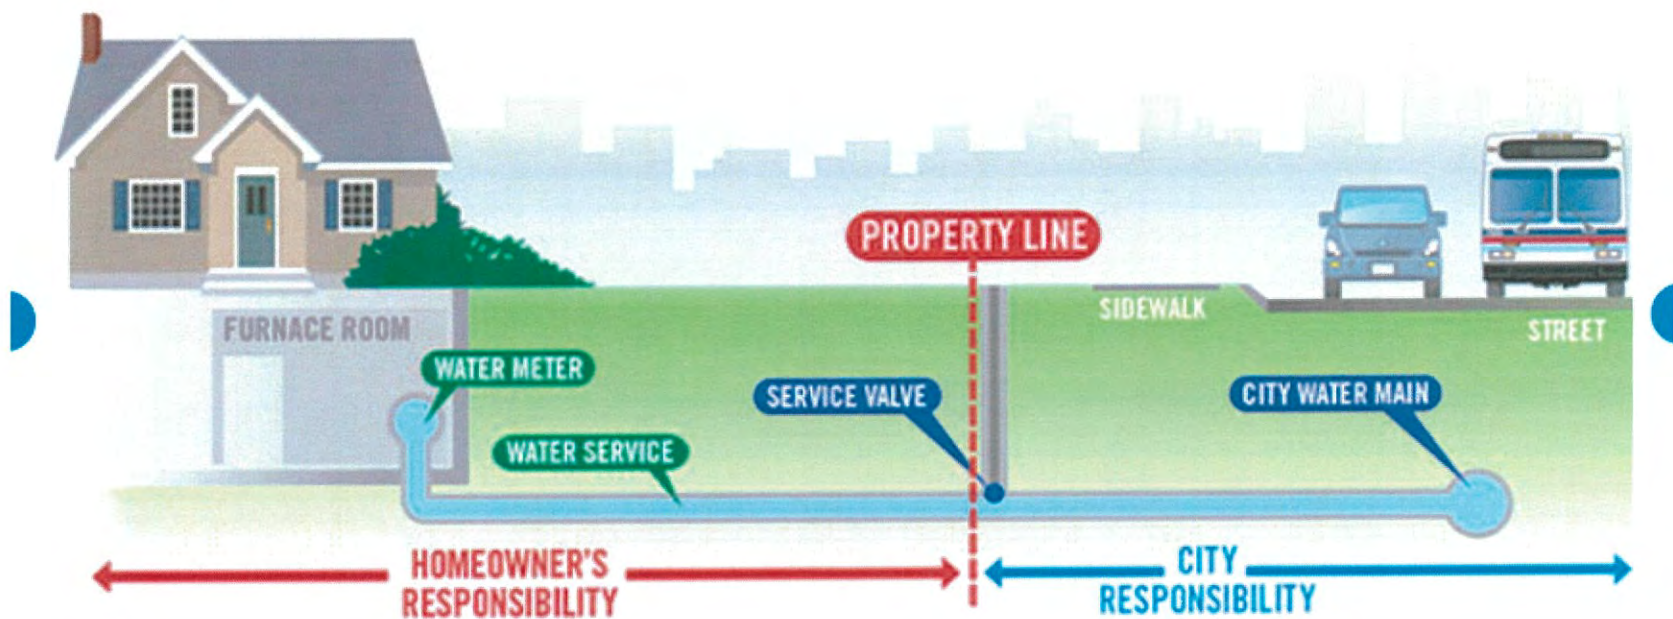 PROPERTY LINE
SIDEWALK
STREET
FURNACE ROOM
WATER METER
SERVICE VALVE
CITY WATER MAIN
WATER SERVICE
HOMEOWNER'S
RESPONSIBILITY
CITY
RESPONSIBILITY